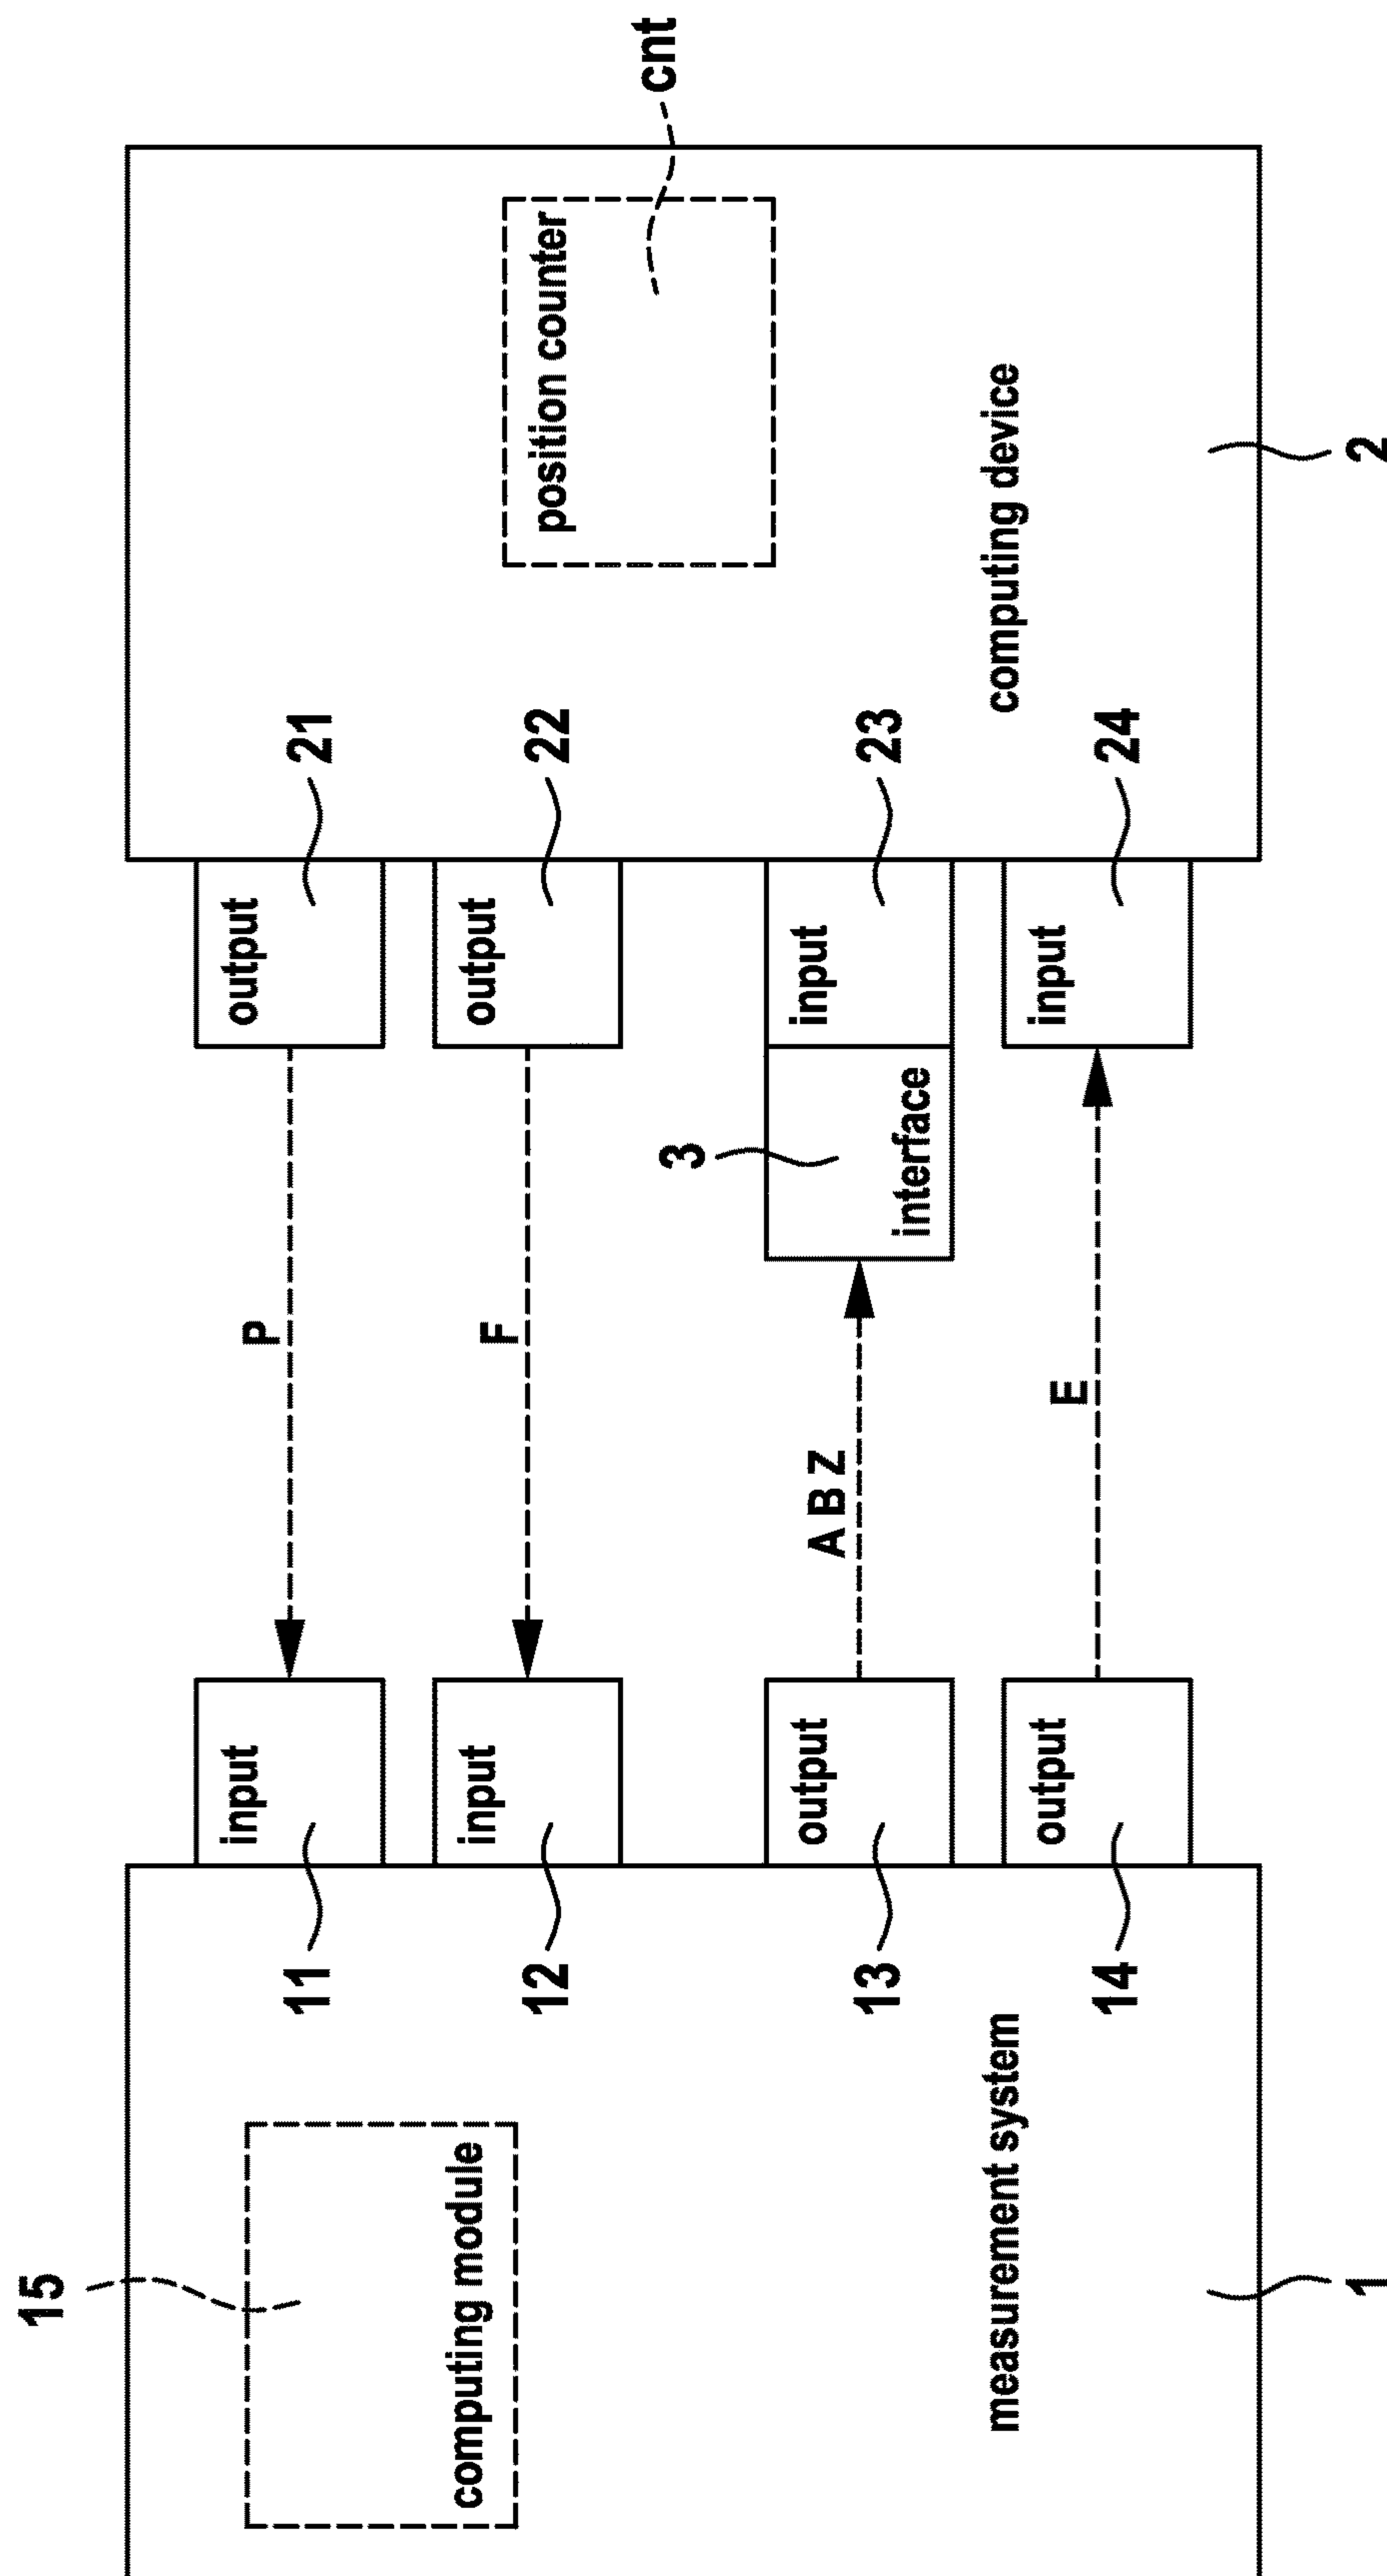 15
computing module
measurement system
1
11
input
12
input
13
output
14
output
P
F
A B Z
E
3
interface
output
21
output
22
input
23
input
24
position counter
cnt
computing device
2